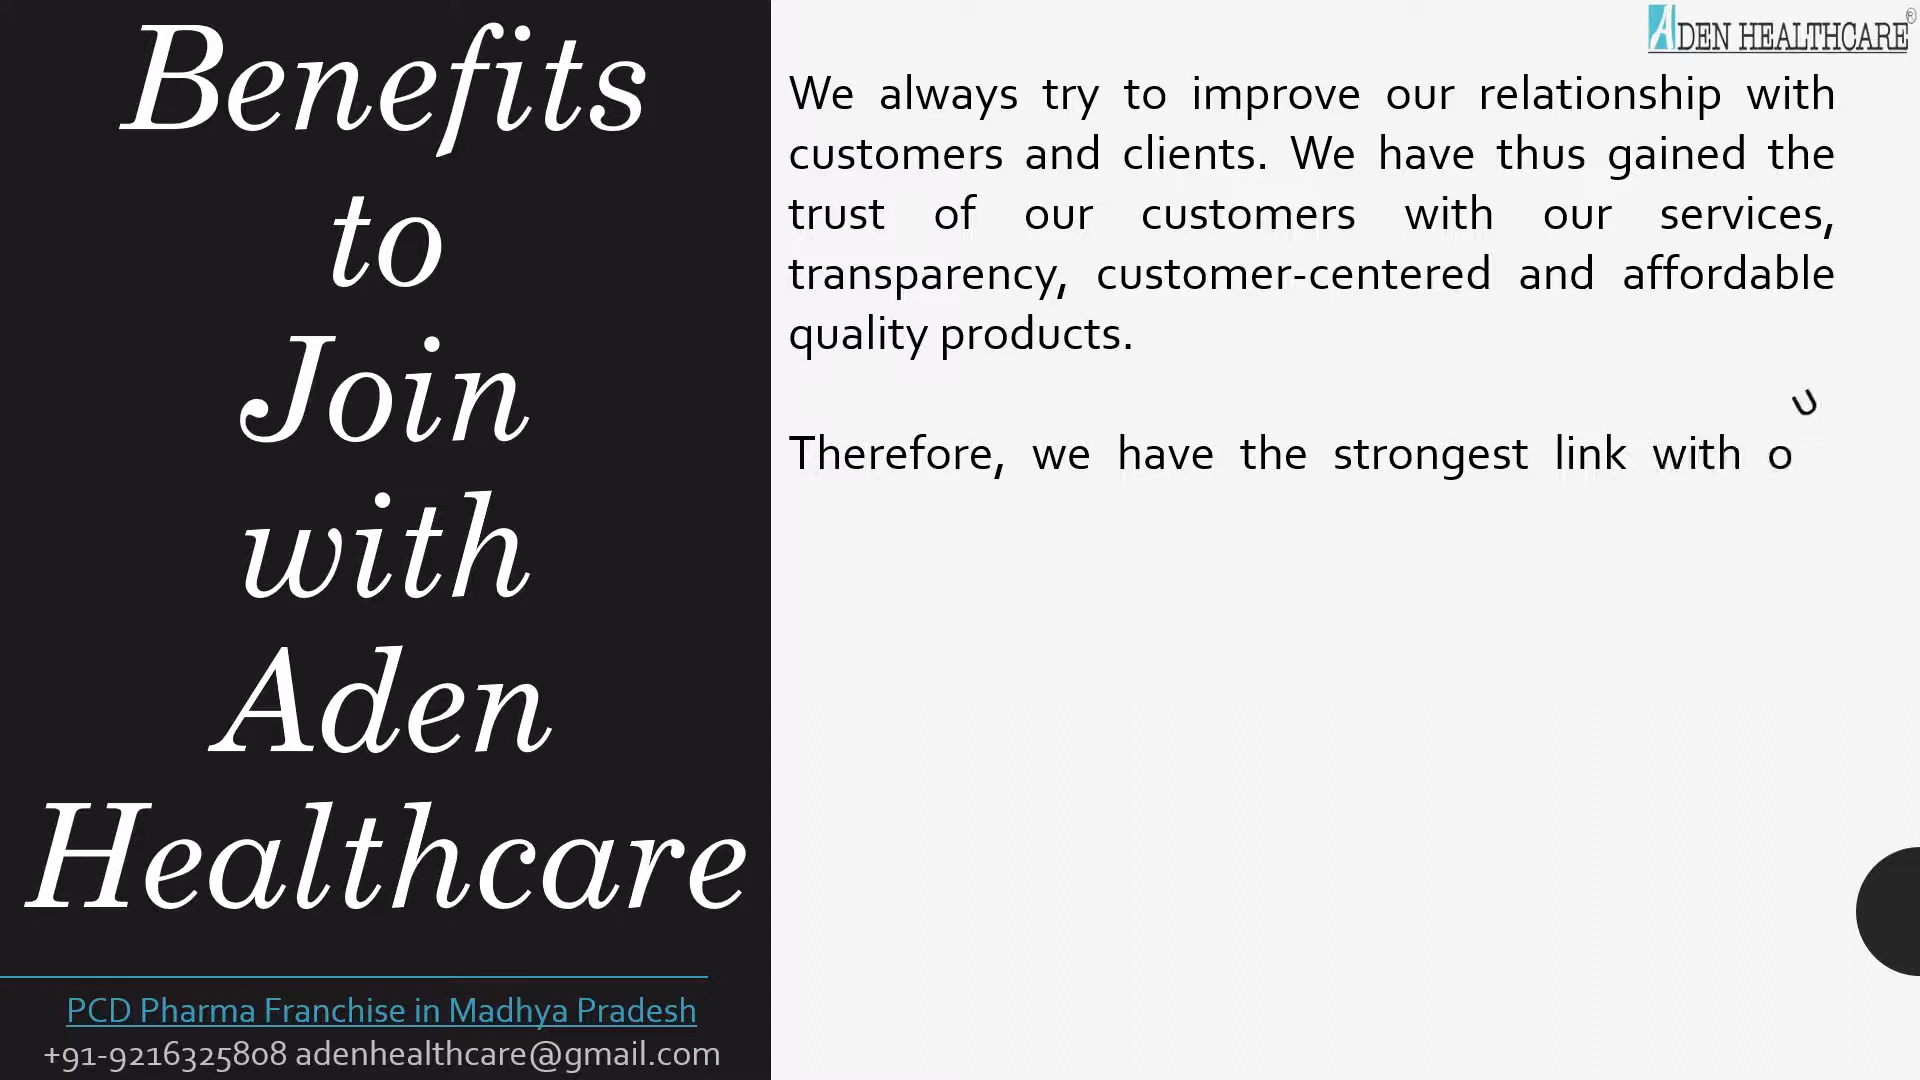 Benefits
to
Join
with
Aden
Healthcare
PCD Pharma Franchise in Madhya Pradesh
+91-9216325808 adenhealthcare@gmail.com
ADEN HEALTHCARE®
We always try to improve our relationship with
customers and clients. We have thus gained the
trust of our customers with our services,
transparency, customer-centered and affordable
quality products.
Therefore, we have the strongest link with ou